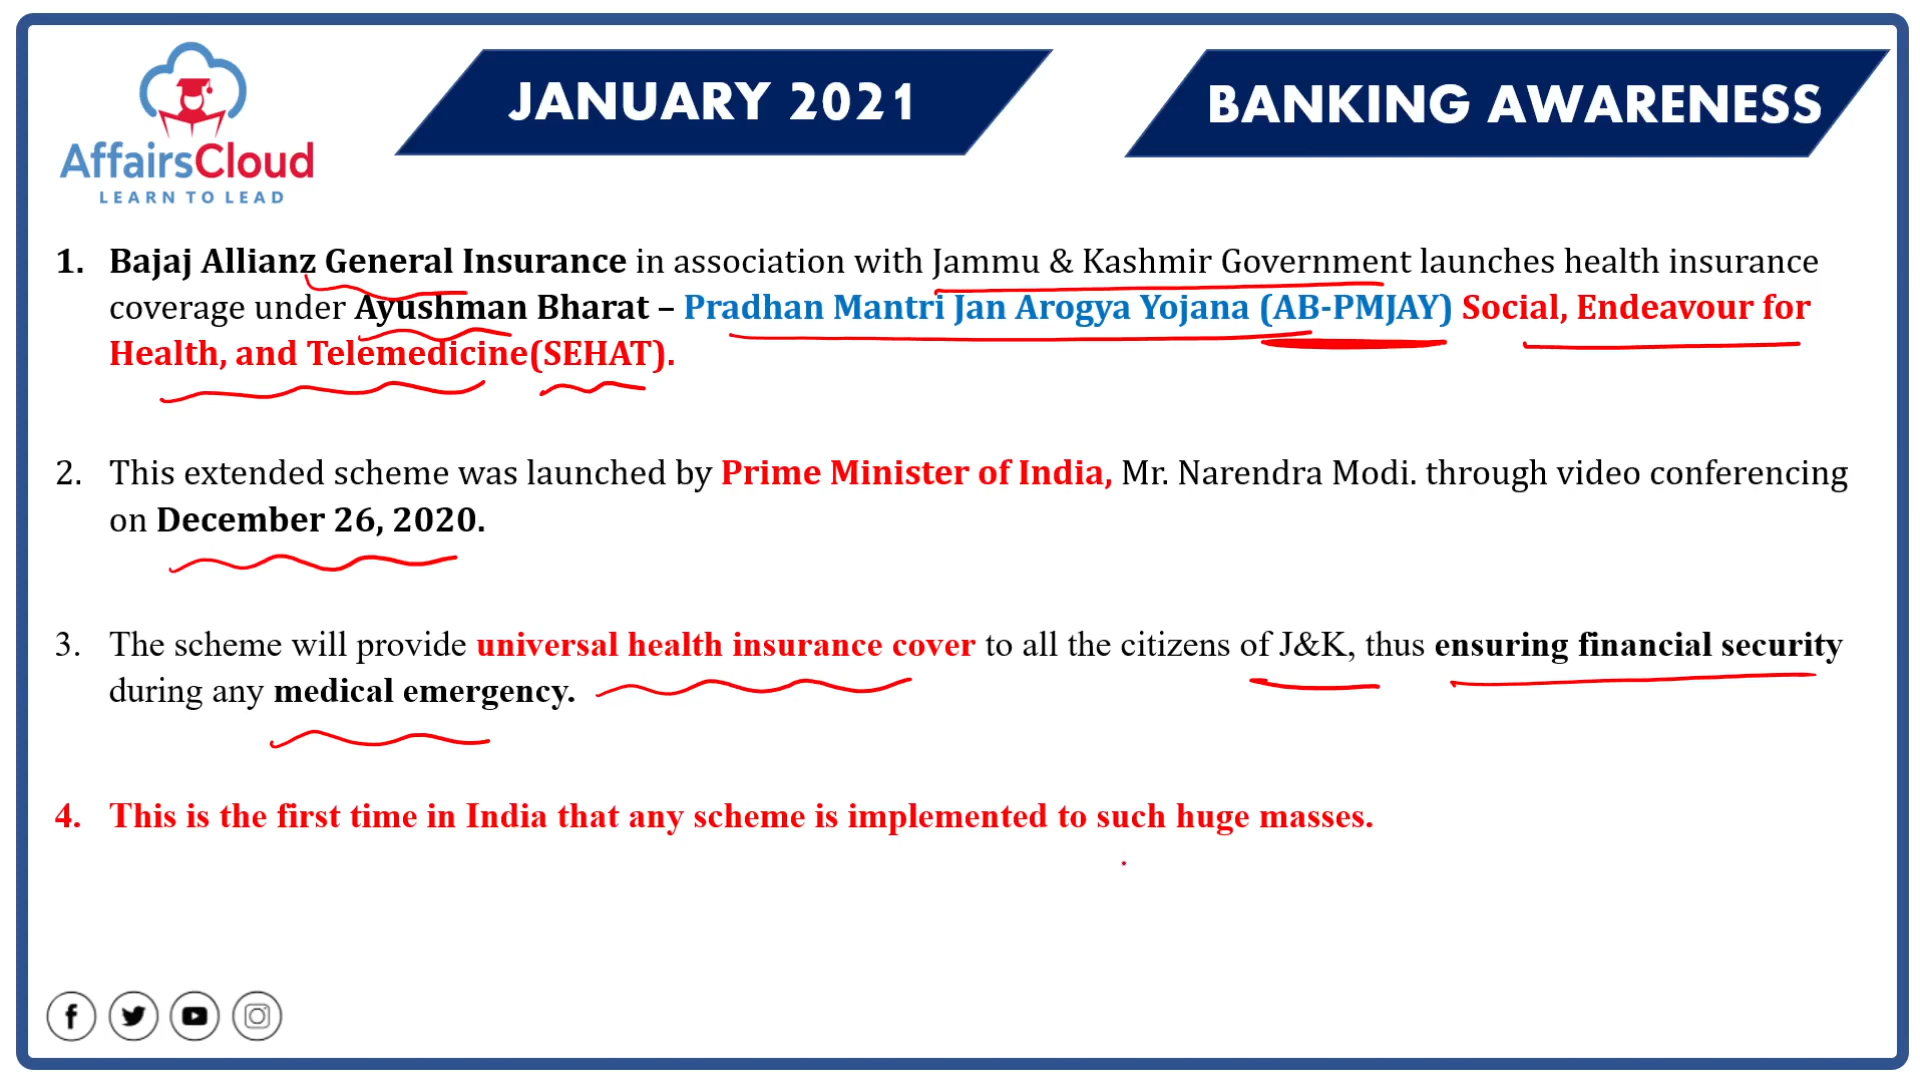 AffairsCloud
LEARN TO LEAD
JANUARY 2021
BANKING AWARENESS
1. Bajaj Allianz General Insurance in association with Jammu & Kashmir Government launches health insurance
coverage under Ayushman Bharat – Pradhan Mantri Jan Arogya Yojana (AB-PMJAY) Social, Endeavour for
Health, and Telemedicine(SEHAT).
2. This extended scheme was launched by Prime Minister of India, Mr. Narendra Modi. through video conferencing
on December 26, 2020.
3. The scheme will provide universal health insurance cover to all the citizens of J&K, thus ensuring financial security
during any medical emergency.
4. This is the first time in India that any scheme is implemented to such huge masses.